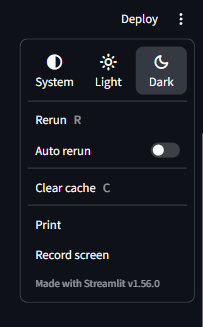 Deploy
System Light Dark
Rerun R
Auto rerun
Clear cache C
Print
Record screen
Made with Streamlit v1.56.0